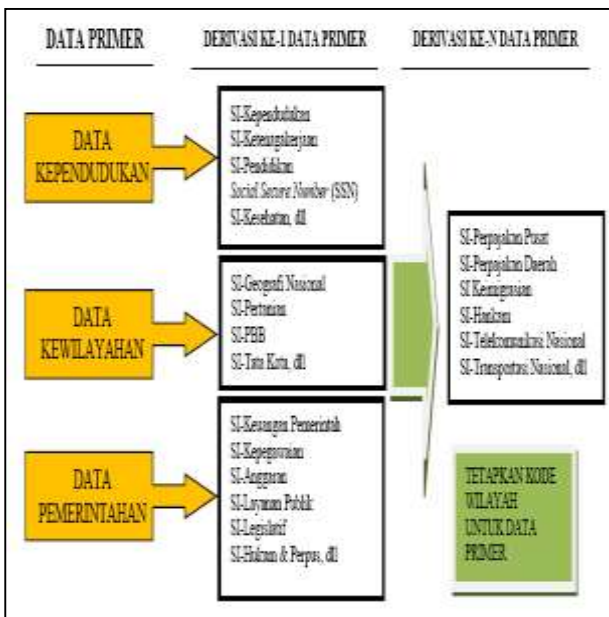 DATA PRIMER
DERIVASI KE-1 DATA PRIMER
DERIVASI KE-N DATA PRIMER
DATA
KEPENDUDUKAN
SI-Kependudukan
SI-Ketenagakerjaan
SI-Pendudukan
Social Secure Number (SSN)
SI-Kesehatan, dll
DATA
KEWILAYAHAN
SI-Geografi Nasional
SI-Pertanian
SI-PBB
SI-Tata Kota, dll
DATA
PEMERINTAHAN
SI-Keuangan Pemerintah
SI-Kepegawaian
SI-Anggaran
SI-Layanan Publik
SI-Legislatif
SI-Hukum & Perpus, dll
SI-Perpajakan Pusat
SI-Perpajakan Daerah
SI Keimigrasian
SI-Hankam
SI-Telekomunikasi Nasional
SI-Transportasi Nasional, dll
TETAPKAN KODE
WILAYAH
UNTUK DATA
PRIMER